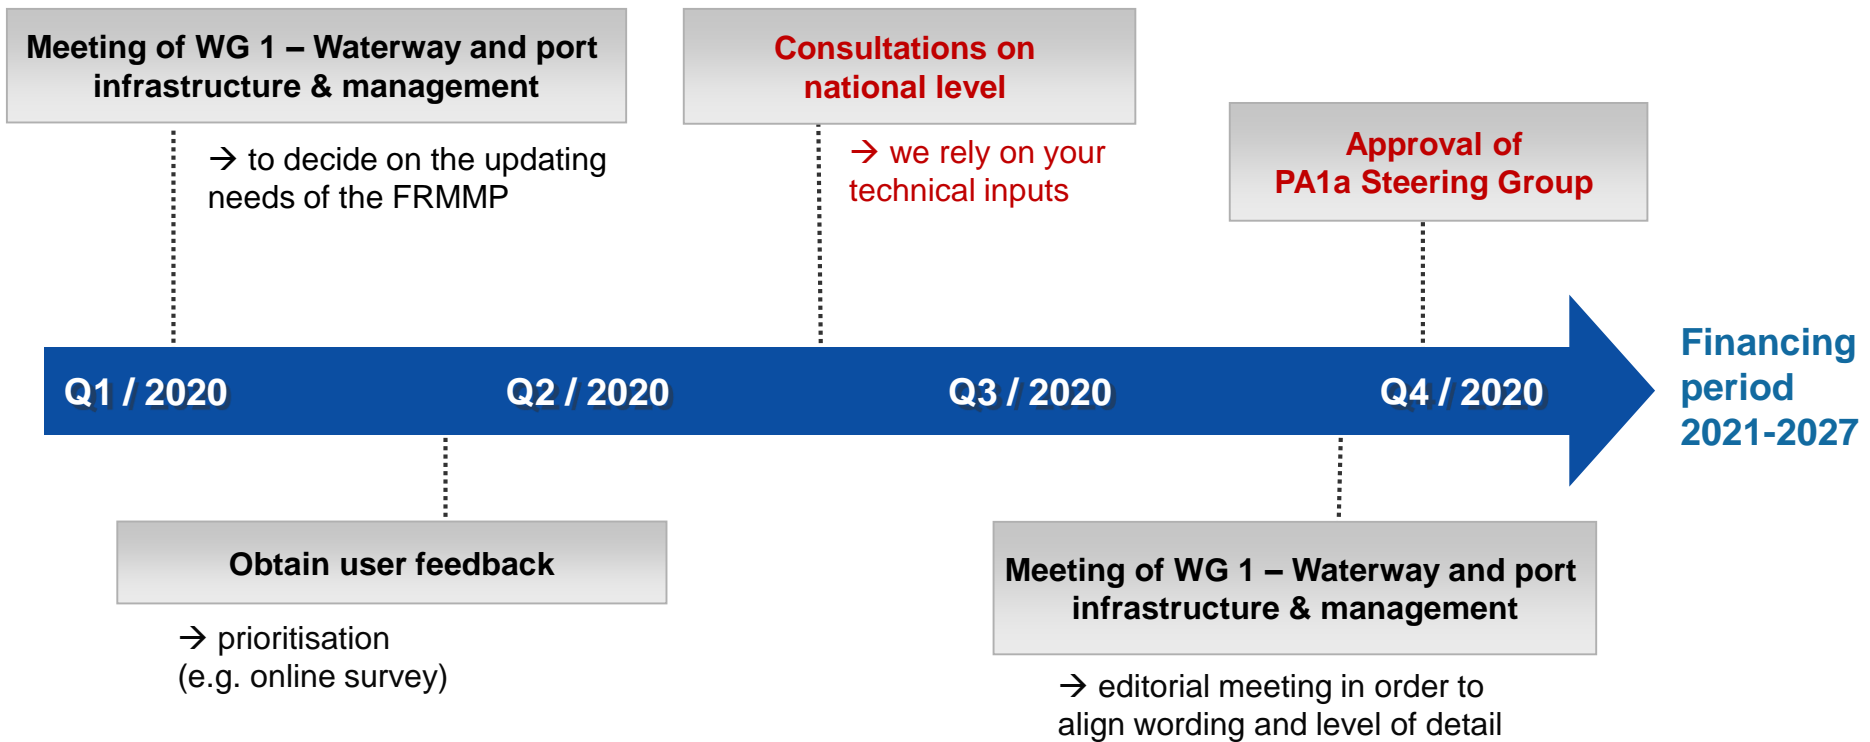 Meeting of WG 1 – Waterway and port
infrastructure & management
→ to decide on the updating
needs of the FRMMP
Consultations on
national level
→ we rely on your
technical inputs
Approval of
PA1a Steering Group
Q1 / 2020
Q2 / 2020
Q3 / 2020
Q4 / 2020
Financing
period
2021-2027
Obtain user feedback
→ prioritisation
(e.g. online survey)
Meeting of WG 1 – Waterway and port
infrastructure & management
→ editorial meeting in order to
align wording and level of detail